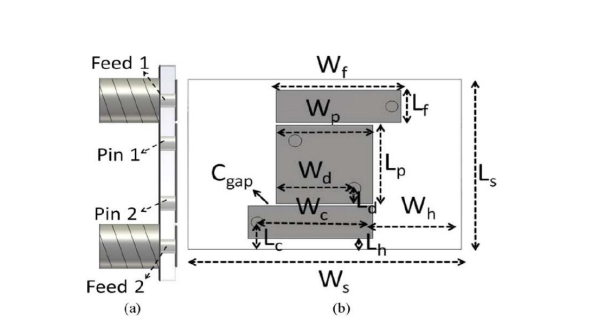 Feed 1
Pin 1
Pin 2
Feed 2
(a)
W_f
W_p
L_f
L_p
W_d
L_d
C_gap
W_c
W_h
L_c
L_h
L_s
W_s
(b)